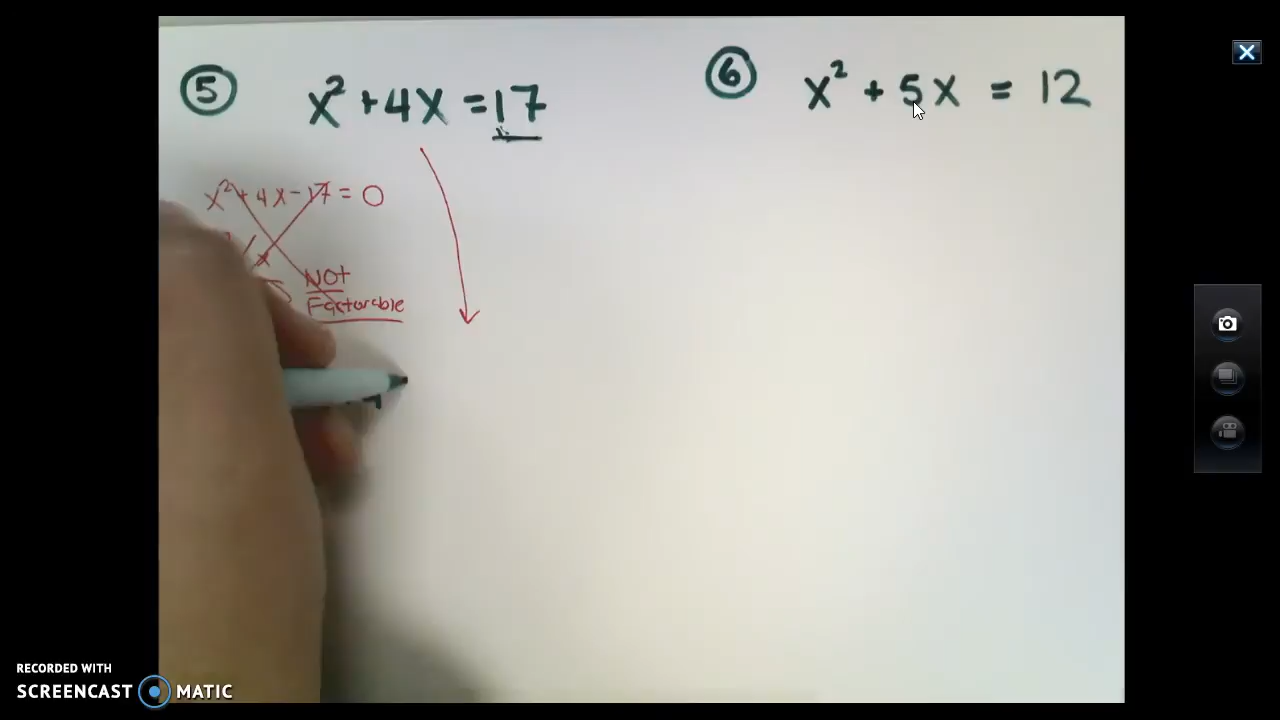 5 x² + 4x = 17
6 x² + 5x = 12
x² + 4x - 17 = 0
Not
Factorable
RECORDED WITH
SCREENCAST MATIC